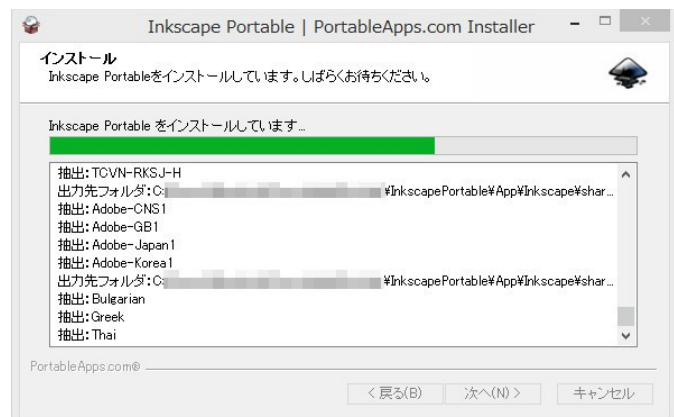 Inkscape Portable | PortableApps.com Installer
インストール
Inkscape Portableをインストールしています。しばらくお待ちください。
Inkscape Portable をインストールしています...
抽出: TCVN-RKSJ-H
出力先フォルダ: C:¥InkscapePortable¥App¥Inkscape¥shar...
抽出: Adobe-CNS1
抽出: Adobe-GB1
抽出: Adobe-Japan1
抽出: Adobe-Korea1
出力先フォルダ: C:¥InkscapePortable¥App¥Inkscape¥shar...
抽出: Bulgarian
抽出: Greek
抽出: Thai
PortableApps.com®
< 戻る(B) 次へ(N) > キャンセル